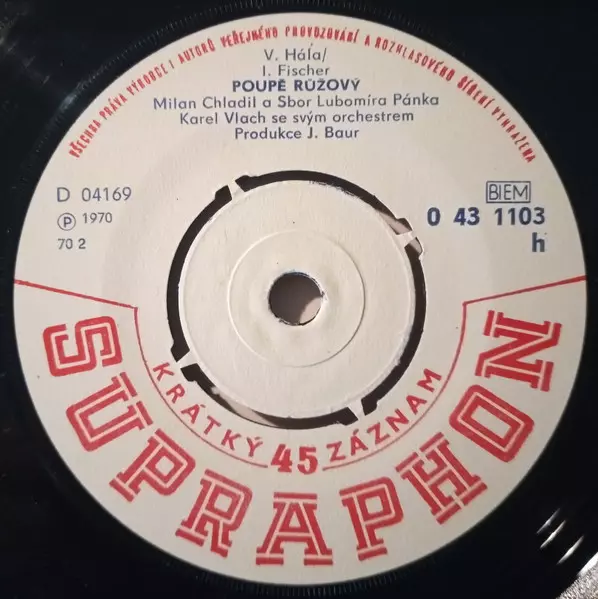 VŠECHNA PRÁVA VÝROBCE I AUTORŮ VEŘEJNÉHO PROVOZOVÁNÍ A ROZHLASOVÉHO ŠÍŘENÍ VYHRAZENA
V. Hála/
I. Fischer
POUPĚ RŮŽOVÝ
Milan Chladil a Sbor Lubomíra Pánka
Karel Vlach se svým orchestrem
Produkce J. Baur
D 04169
Ⓟ 1970
70 2
BIEM
0 43 1103
h
KRÁTKÝ 45 ZÁZNAM
SUPRAPHON